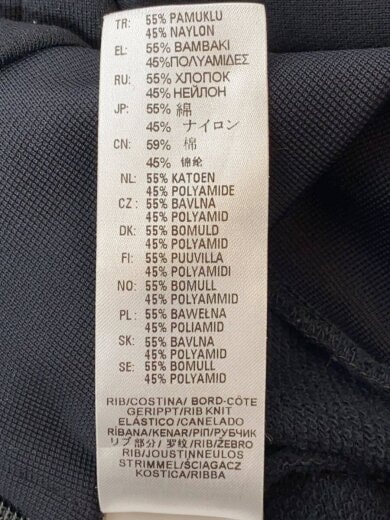 TR: 55% PAMUKLU
45% NAYLON
EL: 55% BAMBAKI
45%ΠΟΛΥΑΜΙΔΕΣ
RU: 55% ХЛОПОК
45% НЕЙЛОН
JP: 55% 綿
45% ナイロン
CN: 59% 棉
45% 锦纶
NL: 55% KATOEN
45% POLYAMIDE
CZ: 55% BAVLNA
45% POLYAMID
DK: 55% BOMULD
45% POLYAMID
FI: 55% PUUVILLA
45% POLYAMIDI
NO: 55% BOMULL
45% POLYAMMID
PL: 55% BAWEŁNA
45% POLIAMID
SK: 55% BAVLNA
45% POLYAMID
SE: 55% BOMULL
45% POLYAMID
RIB/COSTINA/ BORD-CÔTE
GERIPPT/RIB KNIT
ELÁSTICO/CANELADO
RİBANA/KENAR/ΡΙΠ/РУБЧИК
リブ部分/ 罗纹/RIB/ŽEBRO
RIB/JOUSTINNEULOS
STRIMMEL/ŚCIĄGACZ
KOSTICA/RIBBA